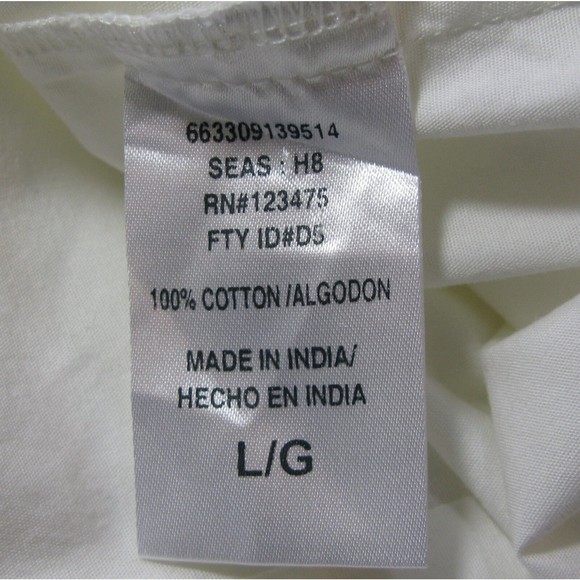 663309139514
SEAS : H8
RN#123475
FTY ID#D5
100% COTTON /ALGODON
MADE IN INDIA/
HECHO EN INDIA
L/G